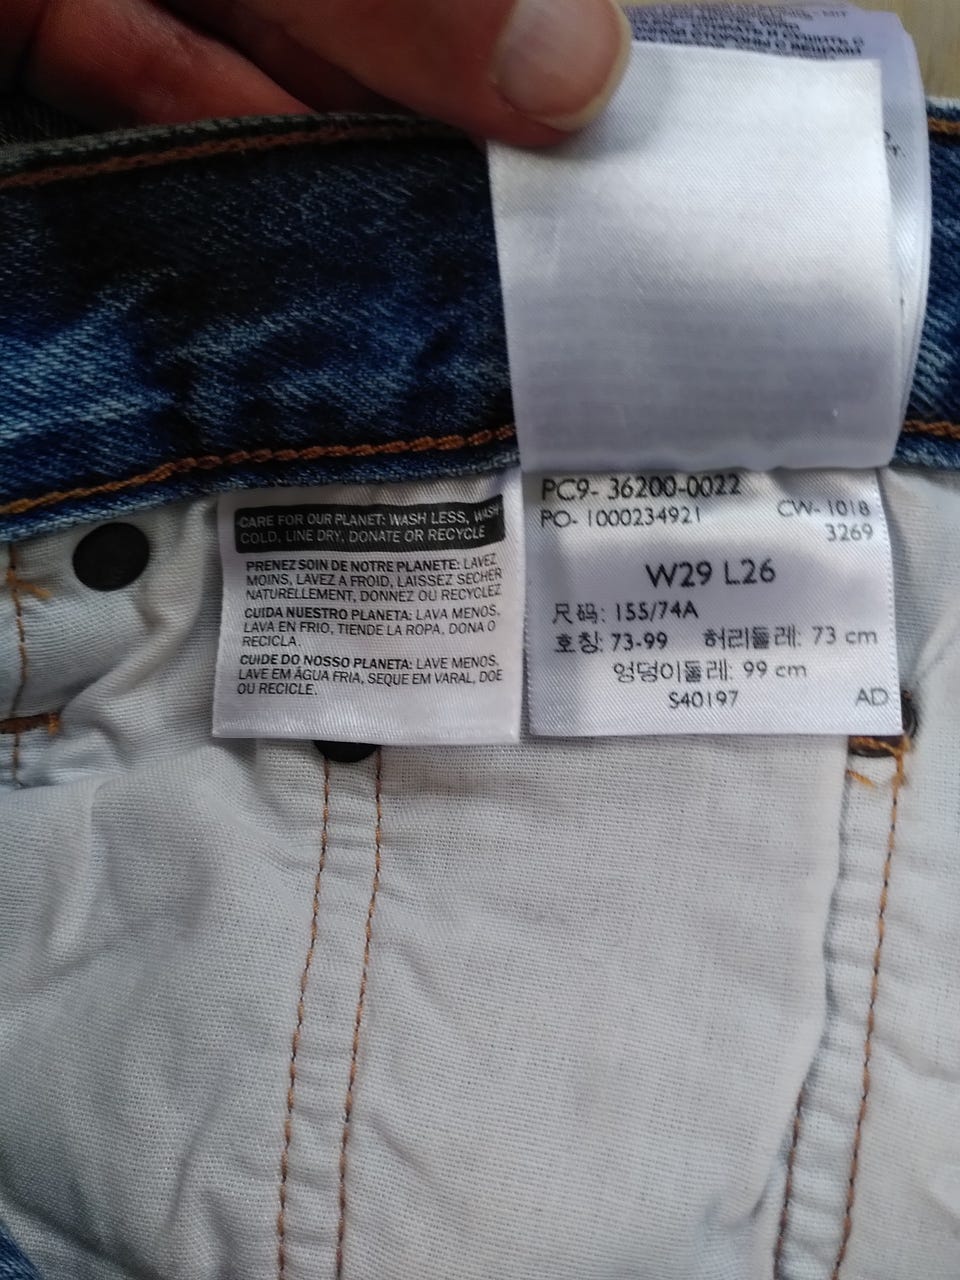 CARE FOR OUR PLANET: WASH LESS, WASH
COLD, LINE DRY, DONATE OR RECYCLE
PRENEZ SOIN DE NOTRE PLANETE: LAVEZ
MOINS, LAVEZ A FROID, LAISSEZ SECHER
NATURELLEMENT, DONNEZ OU RECYCLEZ
CUIDA NUESTRO PLANETA: LAVA MENOS,
LAVA EN FRIO, TIENDE LA ROPA, DONA O
RECICLA.
CUIDE DO NOSSO PLANETA: LAVE MENOS,
LAVE EM ÁGUA FRIA, SEQUE EM VARAL, DOE
OU RECICLE.
PC9- 36200-0022
PO- 1000234921 CW- 1018
3269
W29 L26
尺码: 155/74A
호칭: 73-99 허리둘레: 73 cm
엉덩이둘레: 99 cm
S40197 AD